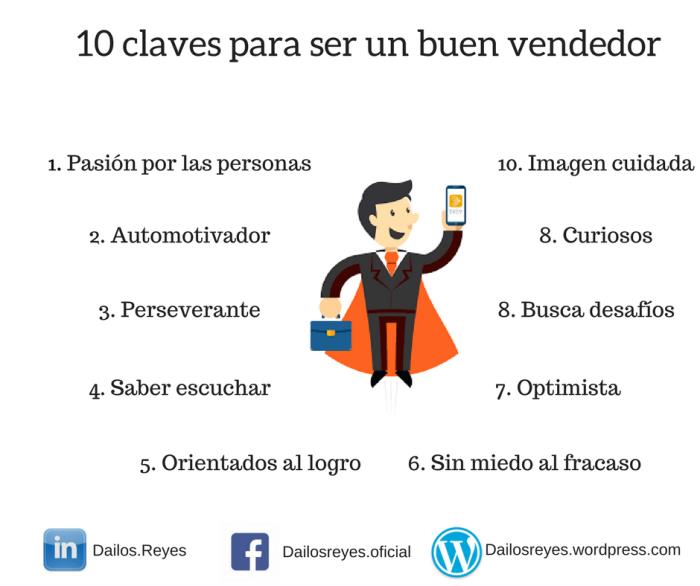 10 claves para ser un buen vendedor
1. Pasión por las personas
10. Imagen cuidada
2. Automotivador
8. Curiosos
3. Perseverante
8. Busca desafíos
4. Saber escuchar
7. Optimista
5. Orientados al logro
6. Sin miedo al fracaso
in Dailos.Reyes
f Dailosreyes.oficial
W Dailosreyes.wordpress.com